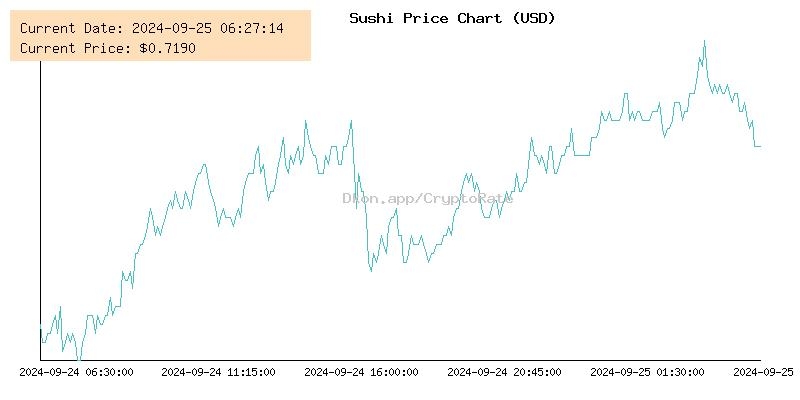 Sushi Price Chart (USD)
Current Date: 2024-09-25 06:27:14
Current Price: $0.7190
Dhon.app/CryptoRate
2024-09-24 06:30:00 2024-09-24 11:15:00 2024-09-24 16:00:00 2024-09-24 20:45:00 2024-09-25 01:30:00 2024-09-25